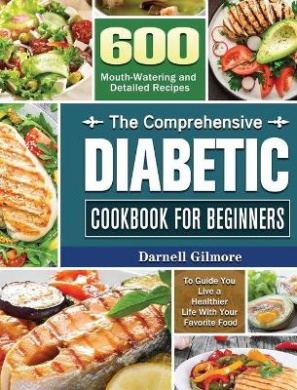 600
Mouth-Watering and
Detailed Recipes
The Comprehensive
DIABETIC
COOKBOOK FOR BEGINNERS
Darnell Gilmore
To Guide You
Live a
Healthier
Life With Your
Favorite Food